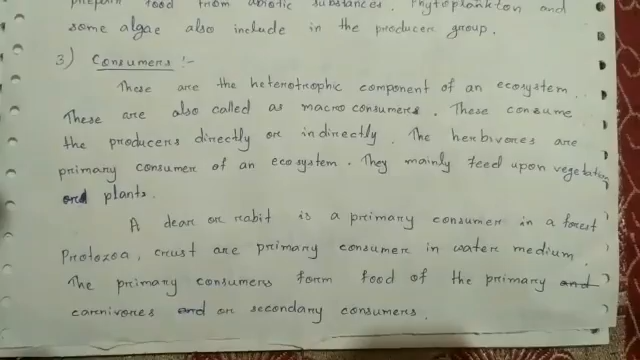 prepare food from abiotic substances. Phytoplankton and
some algae also include in the producer group.
3) Consumers :-
These are the heterotrophic component of an ecosystem.
These are also called as macro consumers. These consume
the producers directly or indirectly. The herbivores are
primary consumer of an ecosystem. They mainly feed upon vegetation
and plants.
A dear or rabit is a primary consumer in a forest
Protozoa, crust are primary consumer in water medium.
The primary consumers form food of the primary and
carnivores and or secondary consumers.